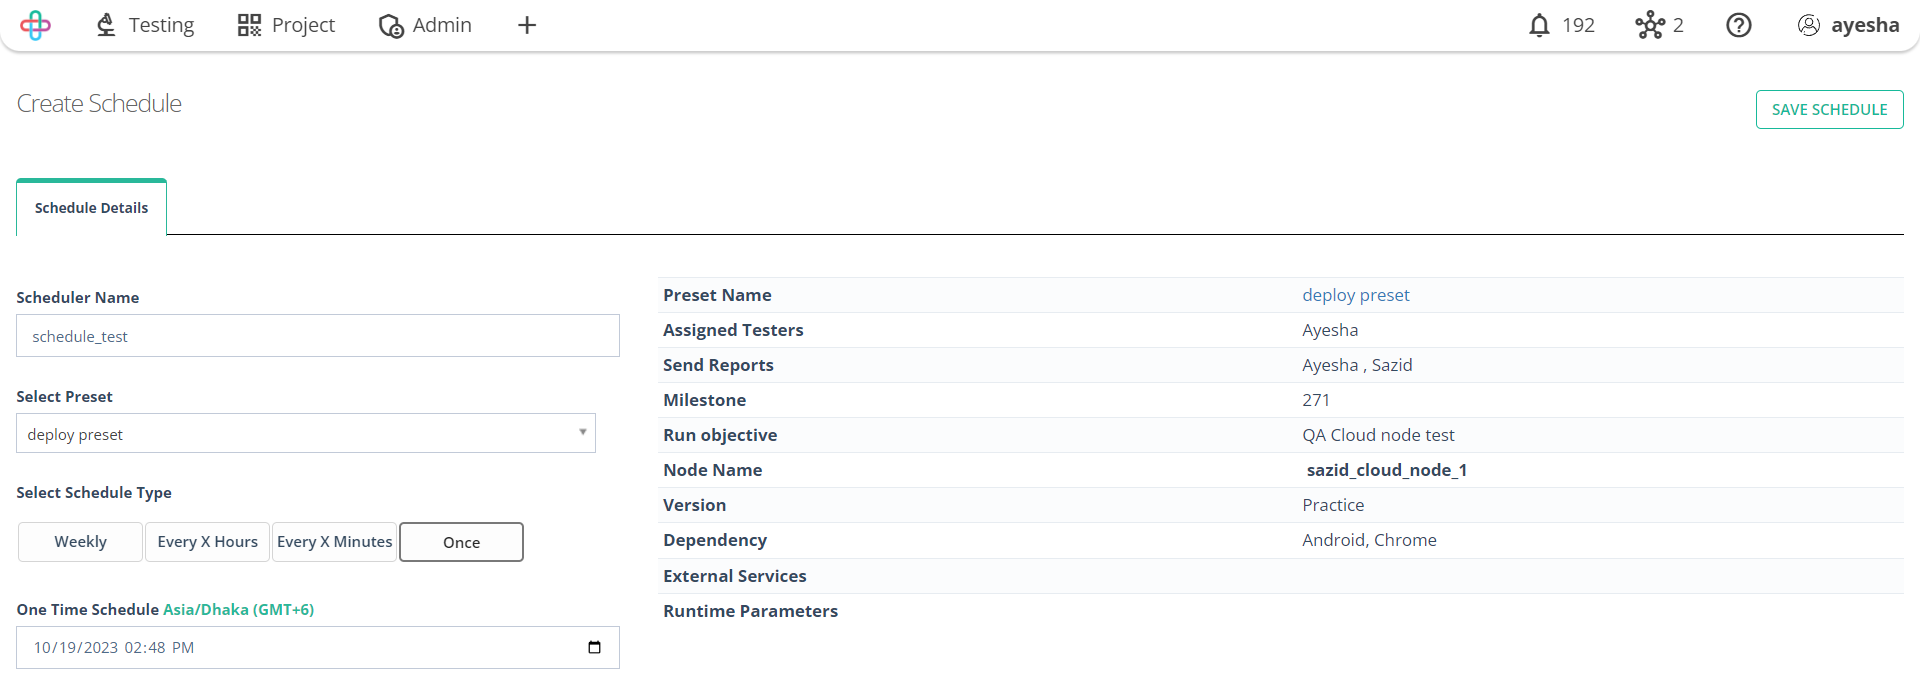 Testing Project Admin 192 2 ayesha
Create Schedule
SAVE SCHEDULE
Schedule Details
Scheduler Name
schedule_test
Select Preset
deploy preset
Select Schedule Type
Weekly Every X Hours Every X Minutes Once
One Time Schedule Asia/Dhaka (GMT+6)
10/19/2023 02:48 PM
Preset Name deploy preset
Assigned Testers Ayesha
Send Reports Ayesha , Sazid
Milestone 271
Run objective QA Cloud node test
Node Name sazid_cloud_node_1
Version Practice
Dependency Android, Chrome
External Services
Runtime Parameters